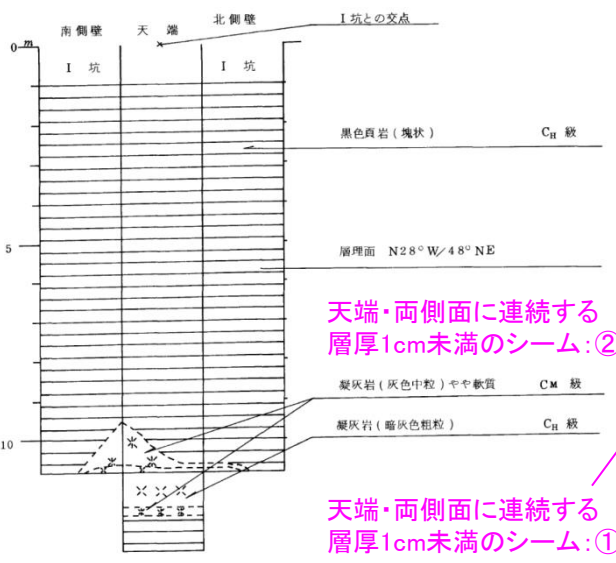 南側壁 天端 北側壁 I坑との交点
0 m
I 坑 I 坑
黒色頁岩(塊状) CH 級
5
層理面 N28°W/48°NE
天端・両側面に連続する
層厚1cm未満のシーム:②
凝灰岩(灰色中粒)やや軟質 CM 級
10
凝灰岩(暗灰色粗粒) CH 級
天端・両側面に連続する
層厚1cm未満のシーム:①